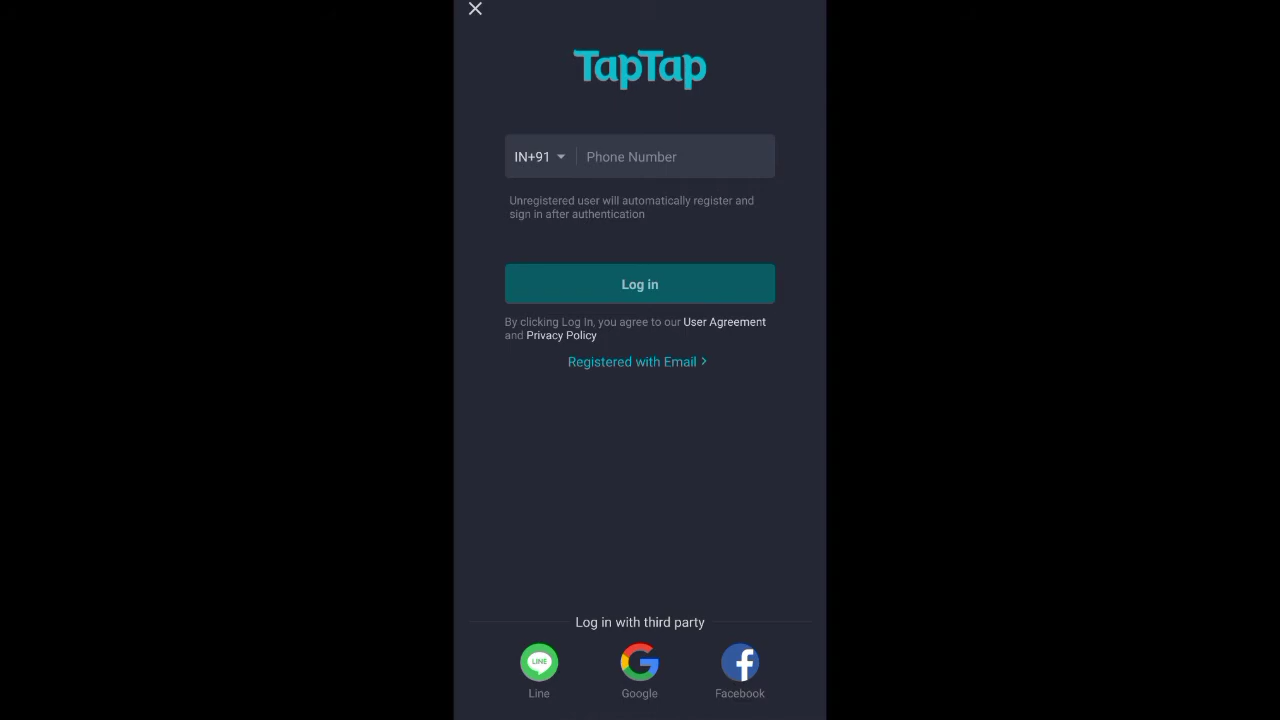 TapTap
IN+91 Phone Number
Unregistered user will automatically register and
sign in after authentication
Log in
By clicking Log In, you agree to our User Agreement
and Privacy Policy
Registered with Email >
Log in with third party
LINE
Line Google Facebook